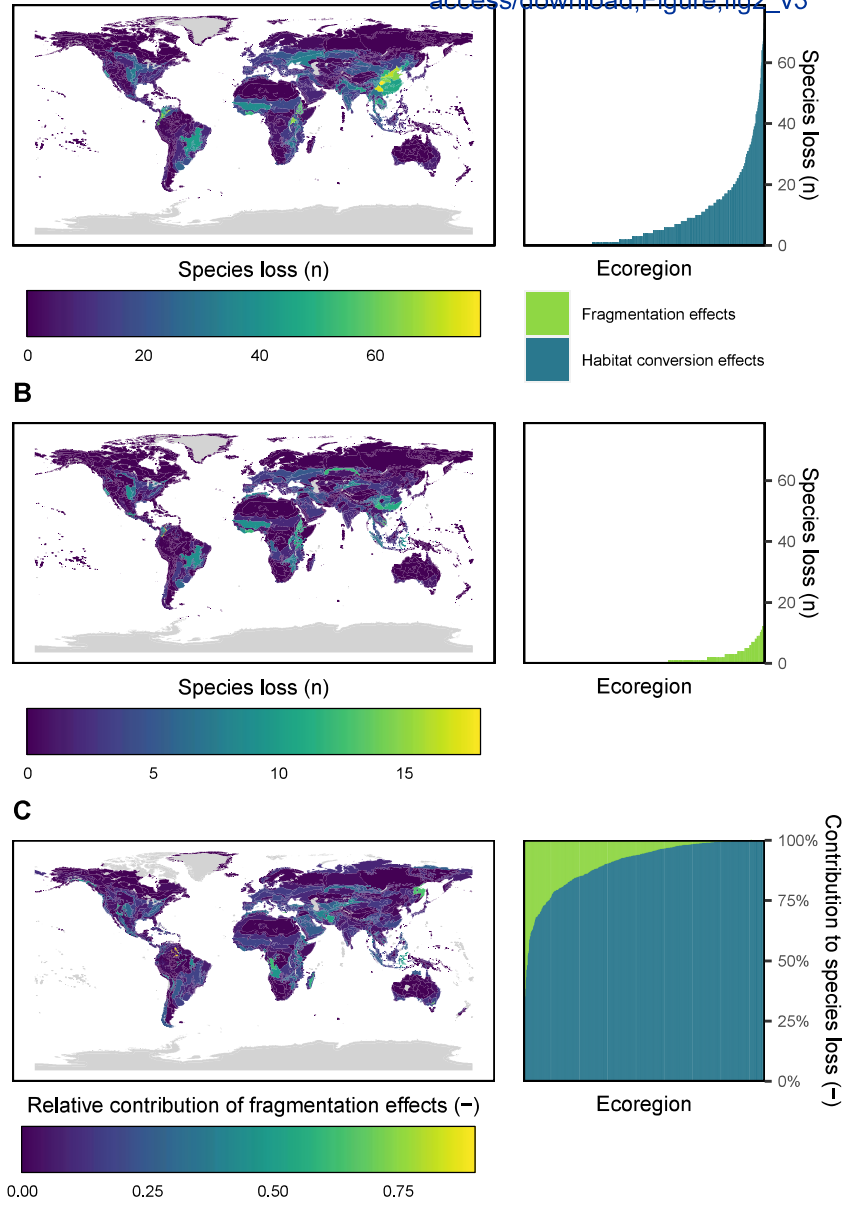 access/download;Figure;fig2_v3
60
40
20
0
Species loss (n)
Species loss (n)
Ecoregion
0 20 40 60
Fragmentation effects
Habitat conversion effects
B
60
40
20
0
Species loss (n)
Species loss (n)
Ecoregion
0 5 10 15
C
100%
75%
50%
25%
0%
Contribution to species loss (−)
Relative contribution of fragmentation effects (−)
Ecoregion
0.00 0.25 0.50 0.75